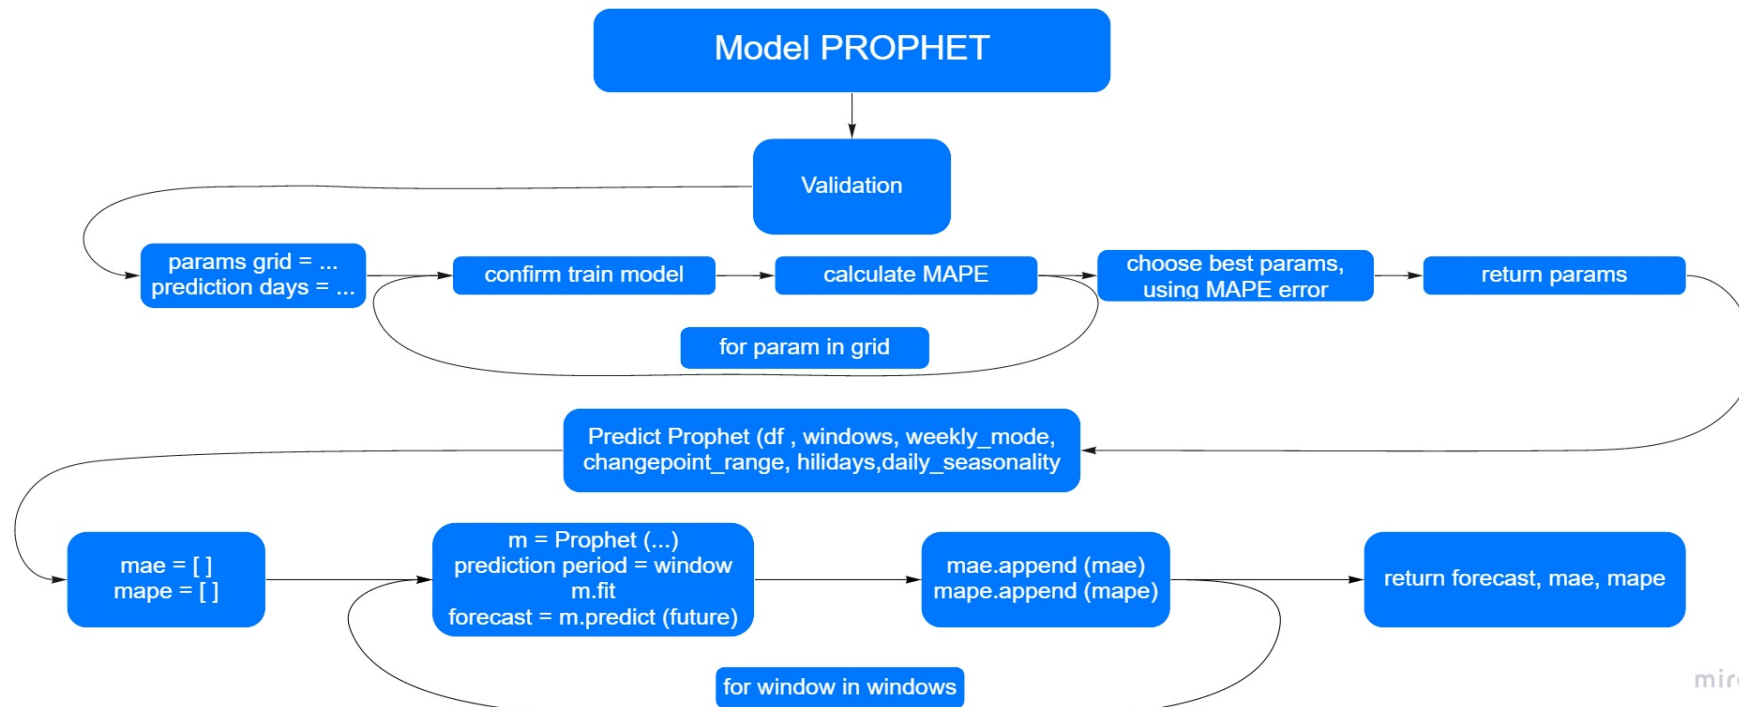 Model PROPHET
Validation
params grid = ...
prediction days = ...
confirm train model
calculate MAPE
choose best params,
using MAPE error
return params
for param in grid
Predict Prophet (df , windows, weekly_mode,
changepoint_range, hilidays,daily_seasonality
mae = [ ]
mape = [ ]
m = Prophet (...)
prediction period = window
m.fit
forecast = m.predict (future)
mae.append (mae)
mape.append (mape)
return forecast, mae, mape
for window in windows